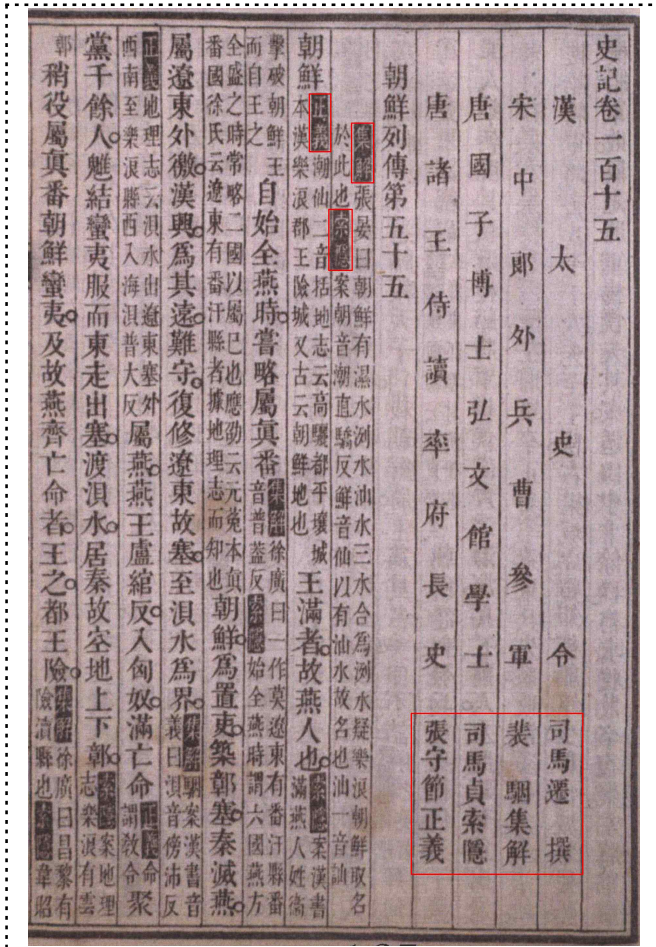 史記卷一百十五
漢太史令司馬遷撰
宋中郎外兵曹參軍裴駰集解
唐國子博士弘文館學士司馬貞索隱
唐諸王侍讀率府長史張守節正義
朝鮮列傳第五十五
集解張晏曰朝鮮有濕水洌水汕水三水合爲洌水疑樂浪朝鮮取名
於此也索隱案朝音潮直驕反鮮音仙以有汕水故名也汕一音訕
朝鮮正義潮仙二音括地志云高驪都平壤城本漢樂浪郡王險城又古云朝鮮地也王滿者故燕人也索隱案漢書滿燕人姓衞
擊破朝鮮王而自王之自始全燕時嘗略屬眞番集解徐廣曰一作莫遼東有番汗縣番音普蓋反索隱始全燕時謂六國燕方
全盛之時常略二國以屬己也應劭云元菟本眞番國徐氏云遼東有番汗縣者據地理志而知也朝鮮爲置吏築鄣塞秦滅燕
屬遼東外徼漢興爲其遠難守復修遼東故塞至浿水爲界集解駰案漢書音義曰浿音傍沛反
正義地理志云浿水出遼東塞外西南至樂浪縣西入海浿普大反屬燕燕王盧綰反入匈奴滿亡命正義命謂敎令聚
黨千餘人魋結蠻夷服而東走出塞渡浿水居秦故空地上下鄣索隱案地理志樂浪有雲
鄣稍役屬眞番朝鮮蠻夷及故燕齊亡命者王之都王險集解徐廣曰昌黎有險瀆縣也索隱韋昭